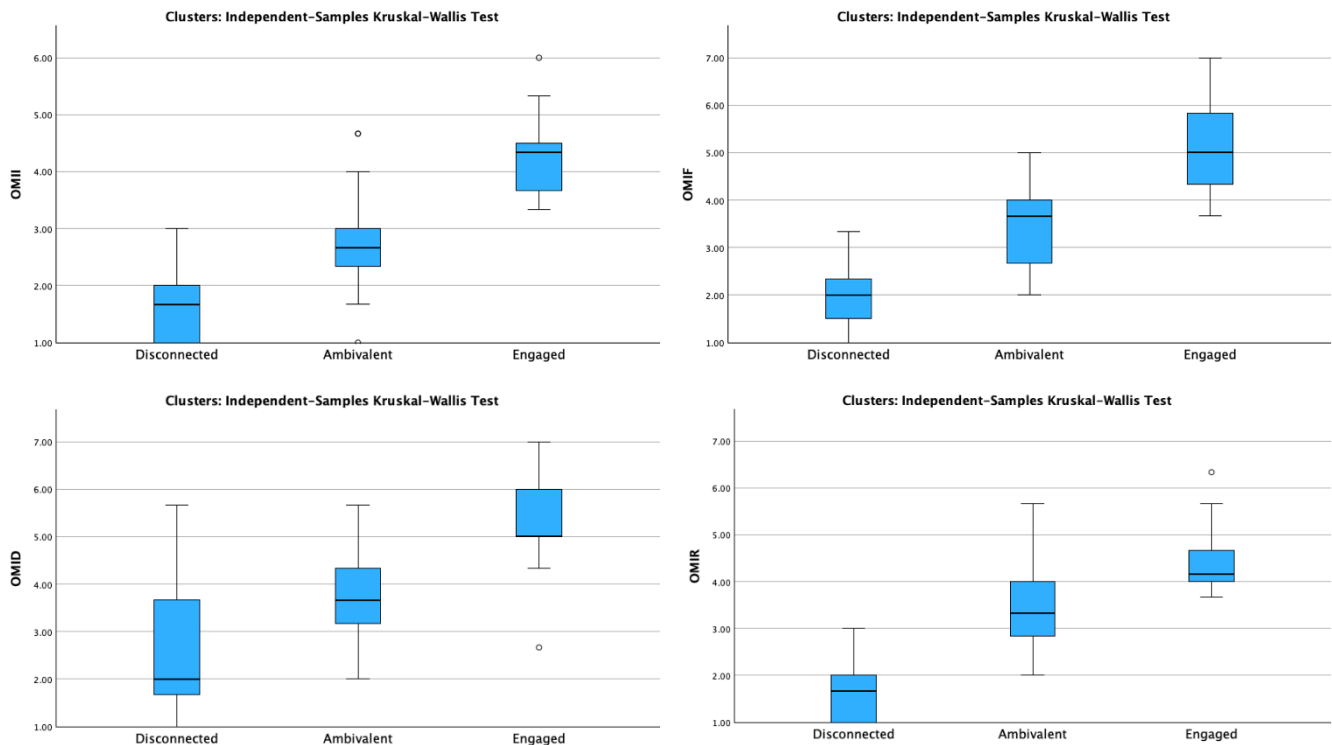 Clusters: Independent-Samples Kruskal-Wallis Test
6.00
5.00
4.00
3.00
2.00
1.00
OMII
Disconnected Ambivalent Engaged
Clusters: Independent-Samples Kruskal-Wallis Test
7.00
6.00
5.00
4.00
3.00
2.00
1.00
OMIF
Disconnected Ambivalent Engaged
Clusters: Independent-Samples Kruskal-Wallis Test
7.00
6.00
5.00
4.00
3.00
2.00
1.00
OMID
Disconnected Ambivalent Engaged
Clusters: Independent-Samples Kruskal-Wallis Test
7.00
6.00
5.00
4.00
3.00
2.00
1.00
OMIR
Disconnected Ambivalent Engaged